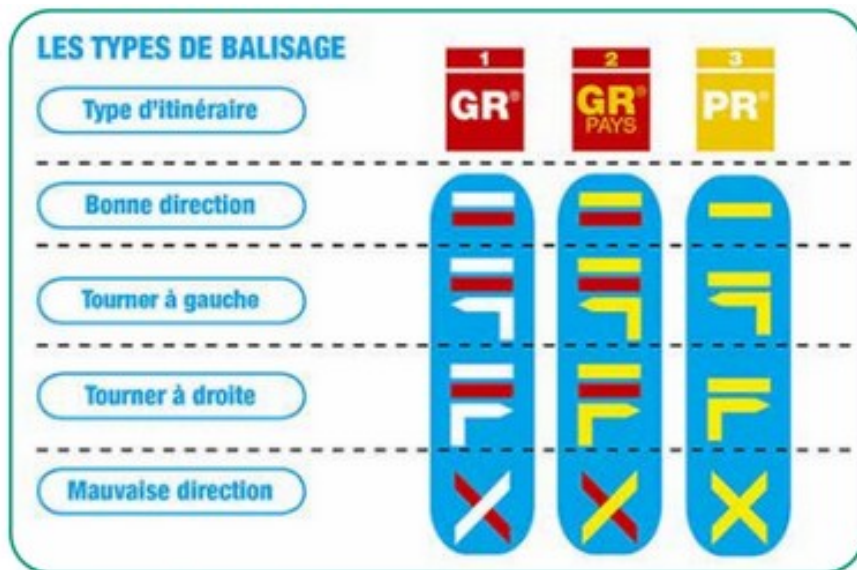 LES TYPES DE BALISAGE
1
2
3
Type d'itinéraire
GR®
GR®
PAYS
PR®
Bonne direction
Tourner à gauche
Tourner à droite
Mauvaise direction